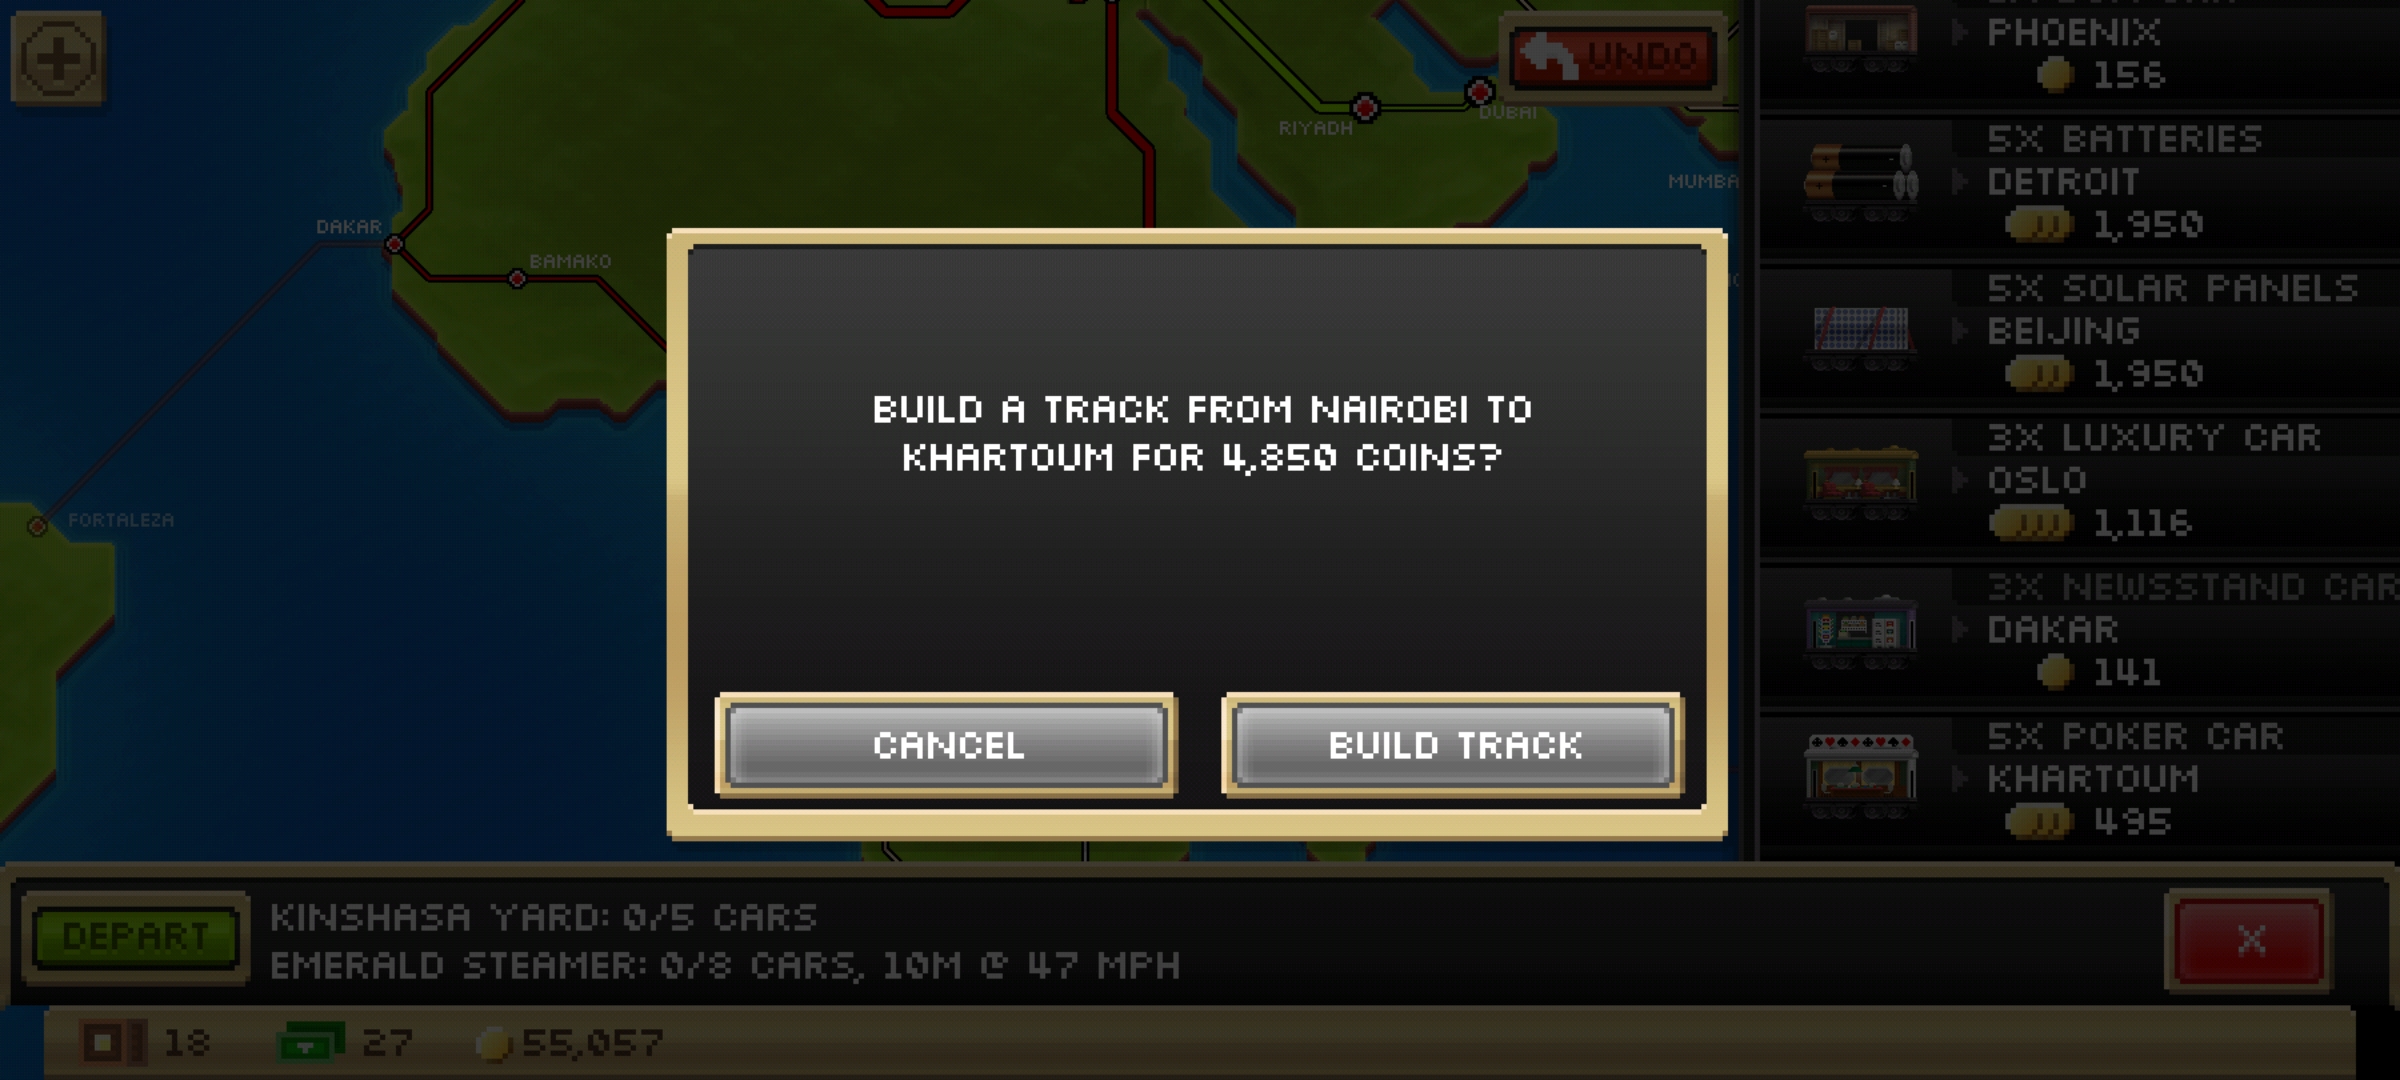 PHOENIX
156
UNDO
RIYADH
DUBAI
5X BATTERIES
DETROIT
1,950
MUMBA
DAKAR
BAMAKO
5X SOLAR PANELS
BEIJING
1,950
BUILD A TRACK FROM NAIROBI TO
KHARTOUM FOR 4,850 COINS?
3X LUXURY CAR
OSLO
1,116
FORTALEZA
3X NEWSSTAND CAR
DAKAR
141
CANCEL
BUILD TRACK
5X POKER CAR
KHARTOUM
495
DEPART
KINSHASA YARD: 0/5 CARS
EMERALD STEAMER: 0/8 CARS, 10M @ 47 MPH
X
18
27
55,057